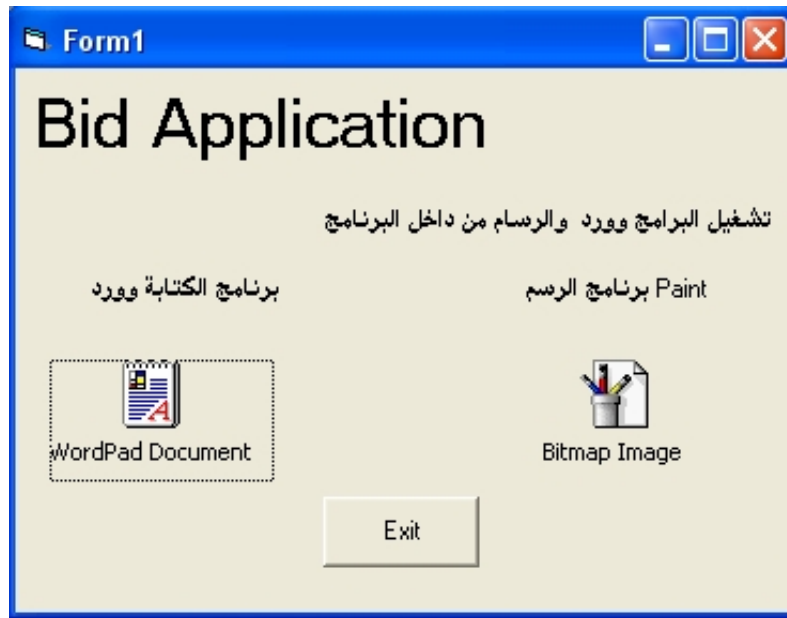 Form1
Bid Application
تشغيل البرامج وورد والرسام من داخل البرنامج
برنامج الكتابة وورد
برنامج الرسم Paint
WordPad Document
Bitmap Image
Exit